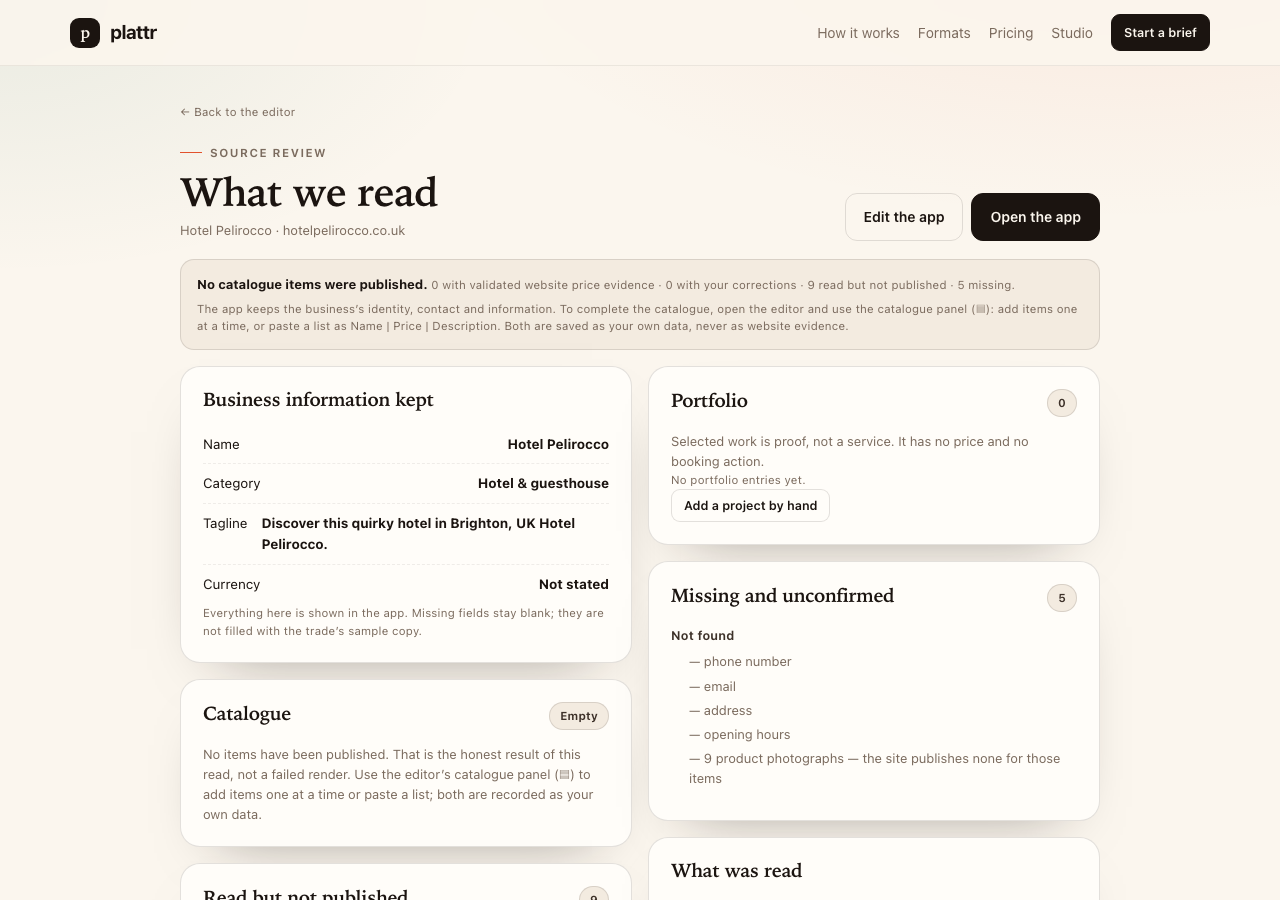 p plattr
How it works Formats Pricing Studio Start a brief
← Back to the editor
SOURCE REVIEW
What we read
Hotel Pelirocco · hotelpelirocco.co.uk
Edit the app Open the app
No catalogue items were published. 0 with validated website price evidence · 0 with your corrections · 9 read but not published · 5 missing.
The app keeps the business's identity, contact and information. To complete the catalogue, open the editor and use the catalogue panel (▤): add items one
at a time, or paste a list as Name | Price | Description. Both are saved as your own data, never as website evidence.
Business information kept
Name Hotel Pelirocco
Category Hotel & guesthouse
Tagline Discover this quirky hotel in Brighton, UK Hotel
Pelirocco.
Currency Not stated
Everything here is shown in the app. Missing fields stay blank; they are
not filled with the trade's sample copy.
Catalogue Empty
No items have been published. That is the honest result of this
read, not a failed render. Use the editor's catalogue panel (▤) to
add items one at a time or paste a list; both are recorded as your
own data.
Read but not published 9
Portfolio 0
Selected work is proof, not a service. It has no price and no
booking action.
No portfolio entries yet.
Add a project by hand
Missing and unconfirmed 5
Not found
— phone number
— email
— address
— opening hours
— 9 product photographs — the site publishes none for those
items
What was read